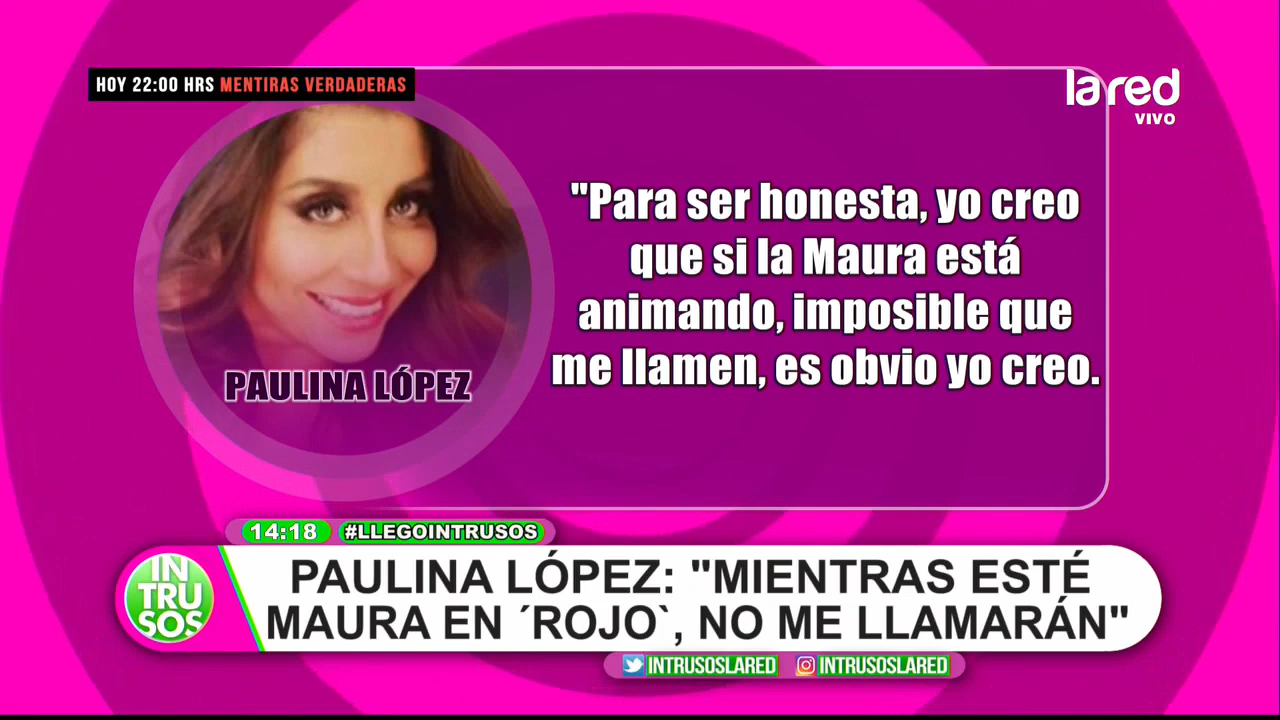 HOY 22:00 HRS MENTIRAS VERDADERAS
lared
VIVO
"Para ser honesta, yo creo
que si la Maura está
animando, imposible que
me llamen, es obvio yo creo.
PAULINA LÓPEZ
14:18 #LLEGOINTRUSOS
IN
TRU
SOS
PAULINA LÓPEZ: "MIENTRAS ESTÉ
MAURA EN ´ROJO`, NO ME LLAMARÁN"
INTRUSOSLARED INTRUSOSLARED